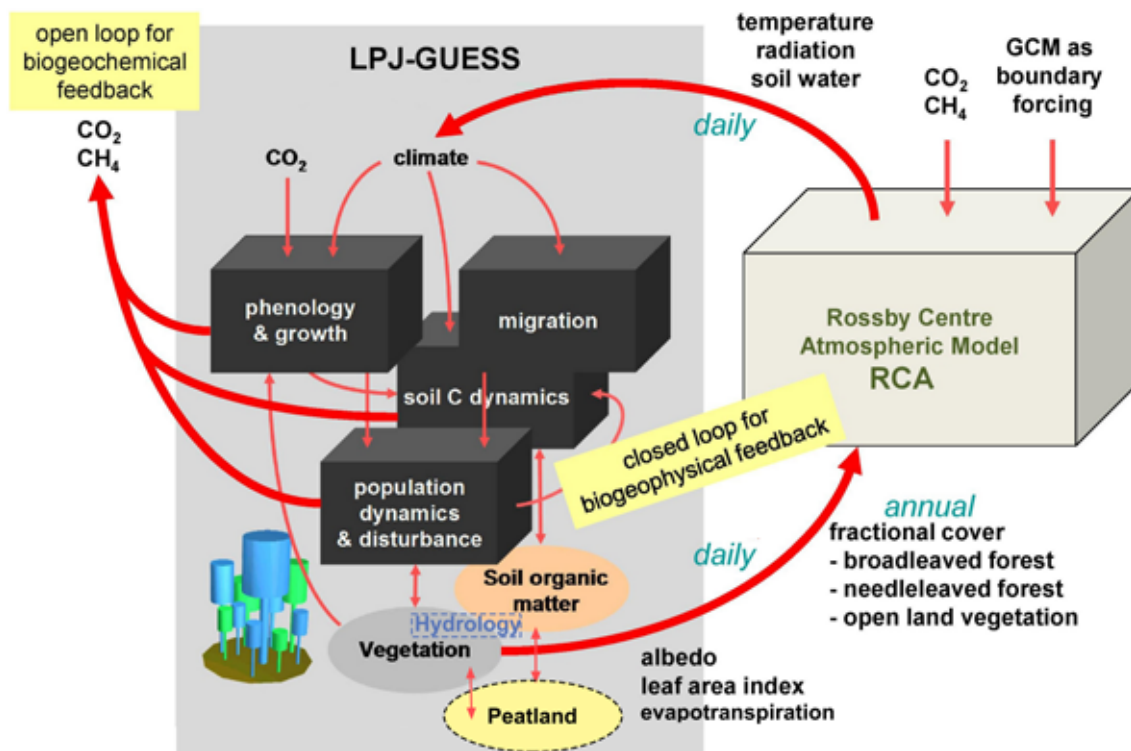 open loop for
biogeochemical
feedback
CO₂
CH₄
LPJ-GUESS
temperature
radiation
soil water
daily
CO₂
CH₄
GCM as
boundary
forcing
CO₂
climate
phenology
& growth
migration
soil C dynamics
population
dynamics
& disturbance
Rossby Centre
Atmospheric Model
RCA
closed loop for
biogeophysical feedback
annual
daily
fractional cover
- broadleaved forest
- needleleaved forest
- open land vegetation
Soil organic
matter
Hydrology
Vegetation
Peatland
albedo
leaf area index
evapotranspiration